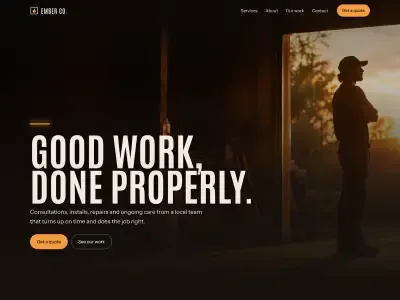 EMBER CO.
Services About Our work Contact Get a quote
GOOD WORK,
DONE PROPERLY.
Consultations, installs, repairs and ongoing care from a local team
that turns up on time and does the job right.
Get a quote See our work